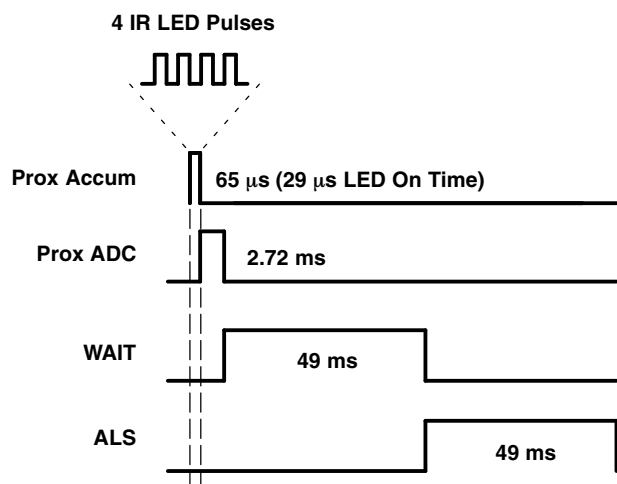 4 IR LED Pulses
Prox Accum
65 μs (29 μs LED On Time)
Prox ADC
2.72 ms
WAIT
49 ms
ALS
49 ms